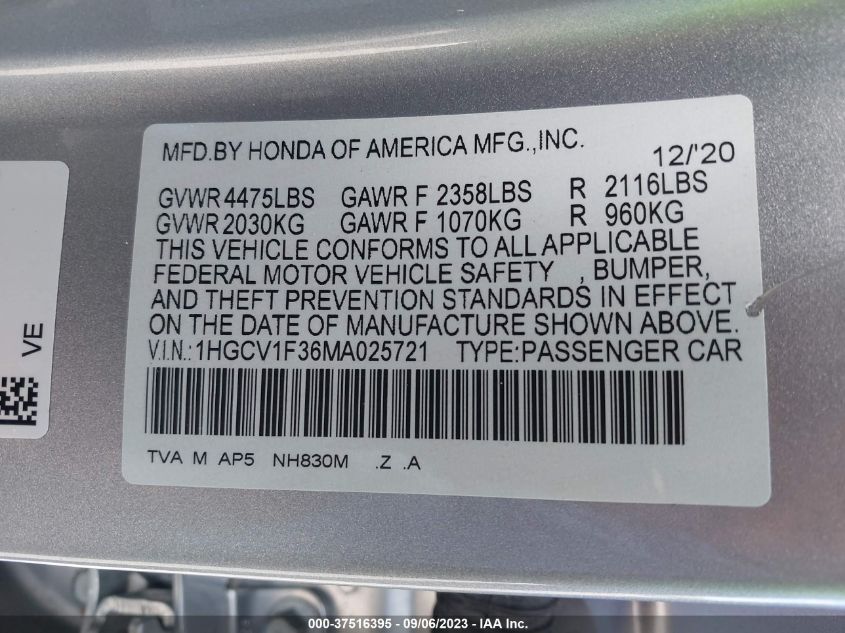 MFD.BY HONDA OF AMERICA MFG.,INC. 12/'20
GVWR 4475LBS GAWR F 2358LBS R 2116LBS
GVWR 2030KG GAWR F 1070KG R 960KG
THIS VEHICLE CONFORMS TO ALL APPLICABLE
FEDERAL MOTOR VEHICLE SAFETY , BUMPER,
AND THEFT PREVENTION STANDARDS IN EFFECT
ON THE DATE OF MANUFACTURE SHOWN ABOVE.
V.I.N.:1HGCV1F36MA025721 TYPE:PASSENGER CAR
TVA M AP5 NH830M .Z .A
VE
000-37516395 - 09/06/2023 - IAA Inc.